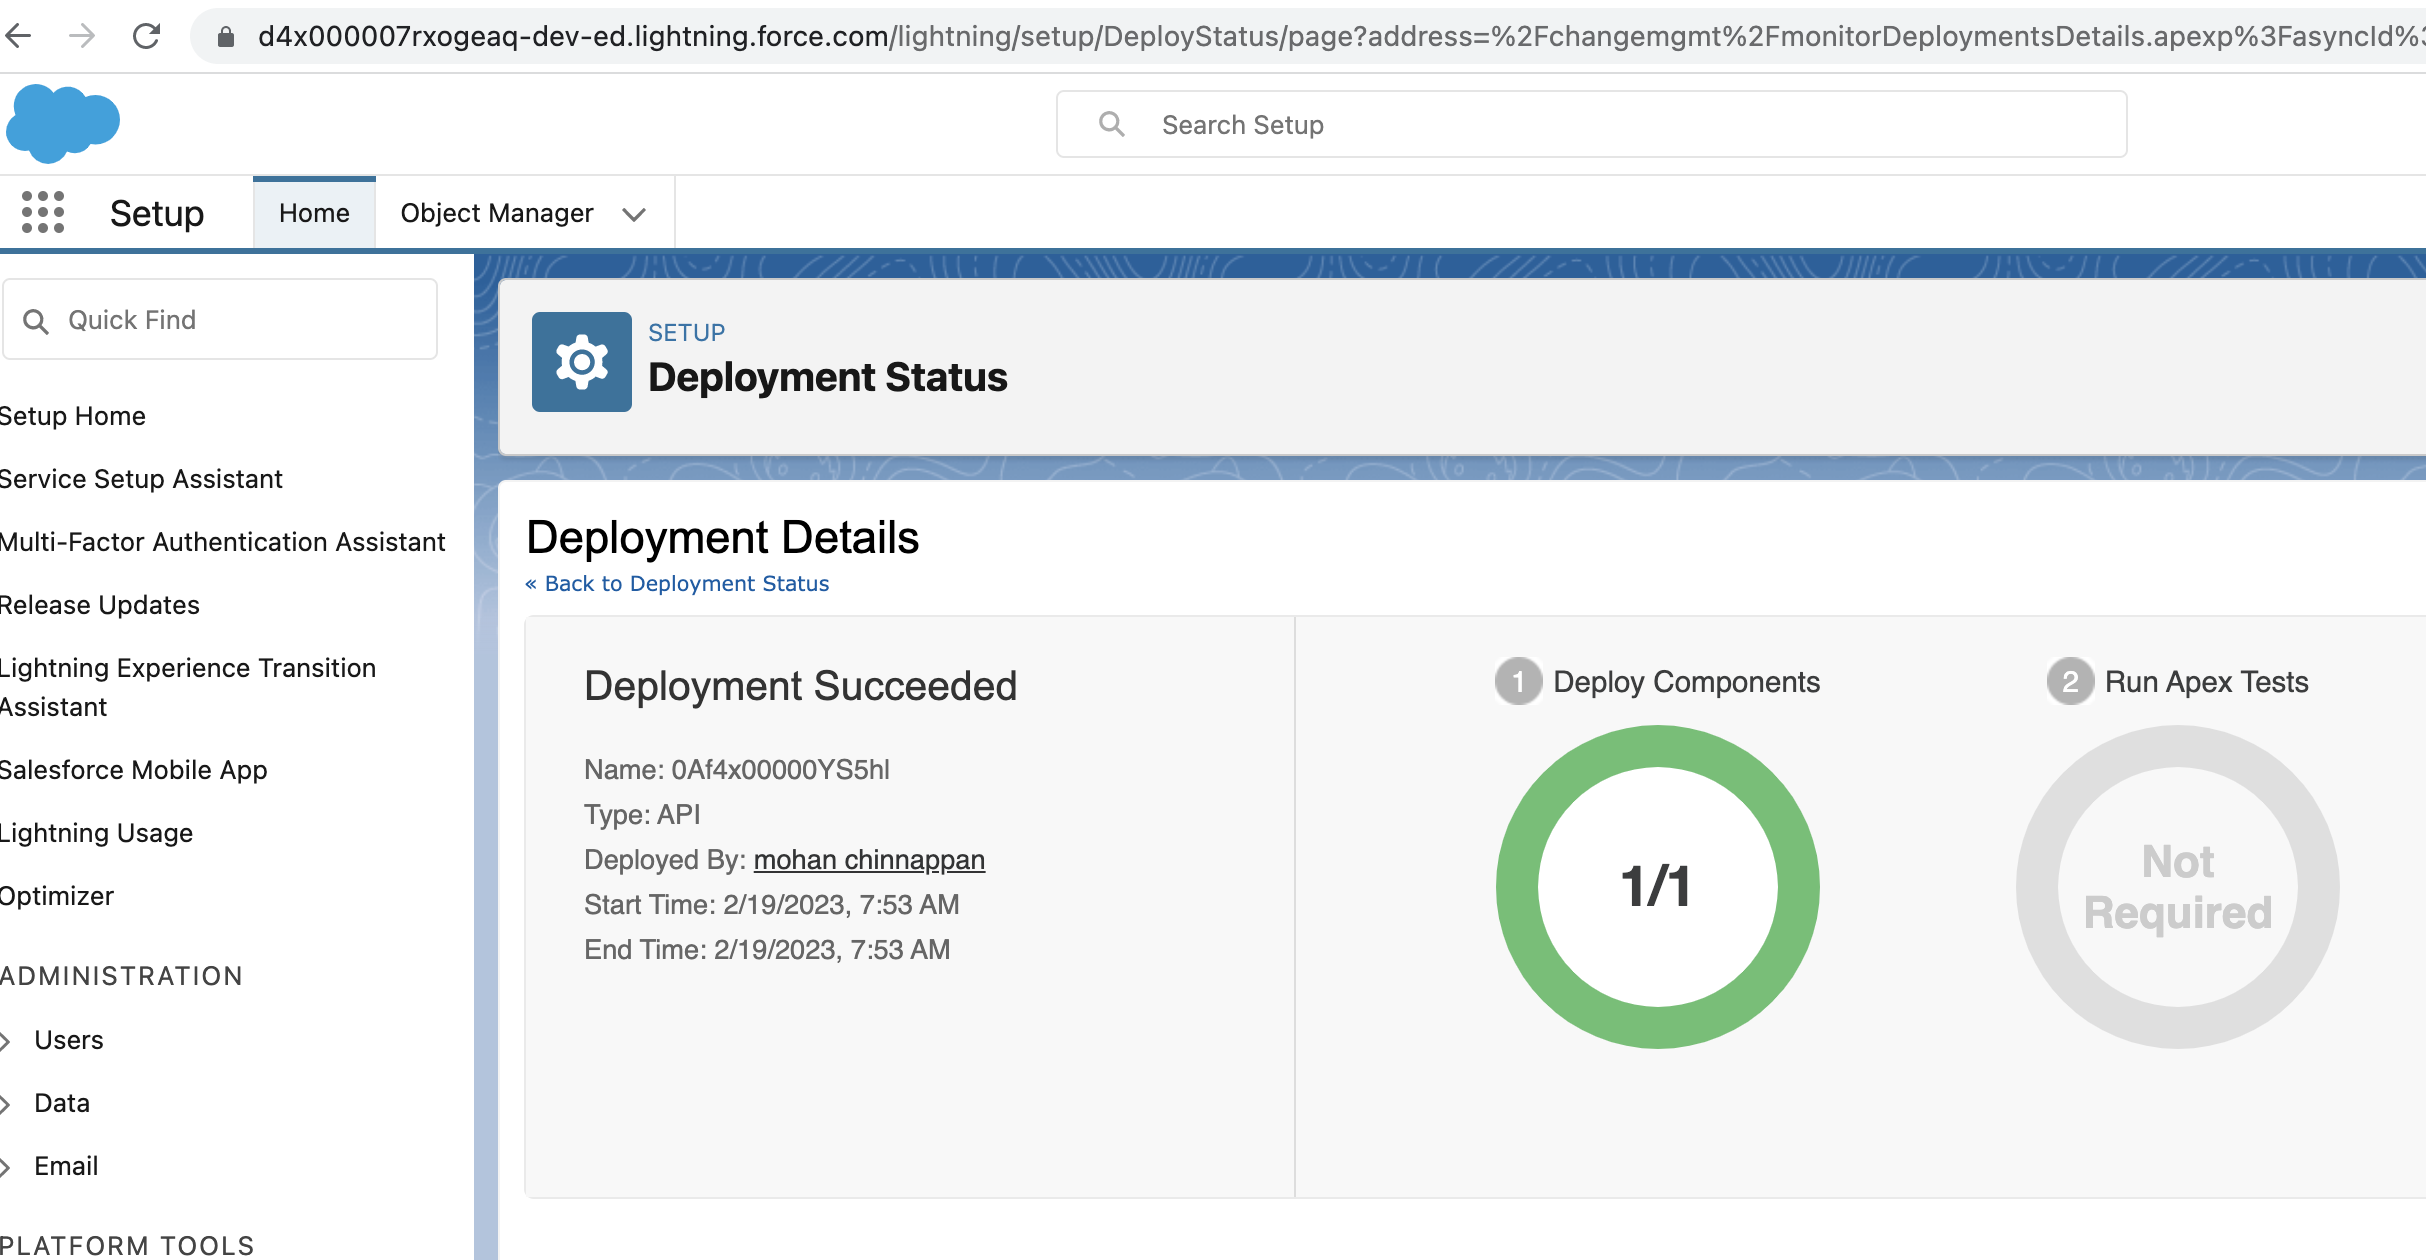 d4x000007rxogeaq-dev-ed.lightning.force.com/lightning/setup/DeployStatus/page?address=%2Fchangemgmt%2FmonitorDeploymentsDetails.apexp%3FasyncId%3
Search Setup
Setup
Home
Object Manager
Quick Find
Setup Home
Service Setup Assistant
Multi-Factor Authentication Assistant
Release Updates
Lightning Experience Transition
Assistant
Salesforce Mobile App
Lightning Usage
Optimizer
ADMINISTRATION
Users
Data
Email
PLATFORM TOOLS
SETUP
Deployment Status
Deployment Details
« Back to Deployment Status
Deployment Succeeded
Name: 0Af4x00000YS5hl
Type: API
Deployed By: mohan chinnappan
Start Time: 2/19/2023, 7:53 AM
End Time: 2/19/2023, 7:53 AM
1 Deploy Components
1/1
2 Run Apex Tests
Not
Required